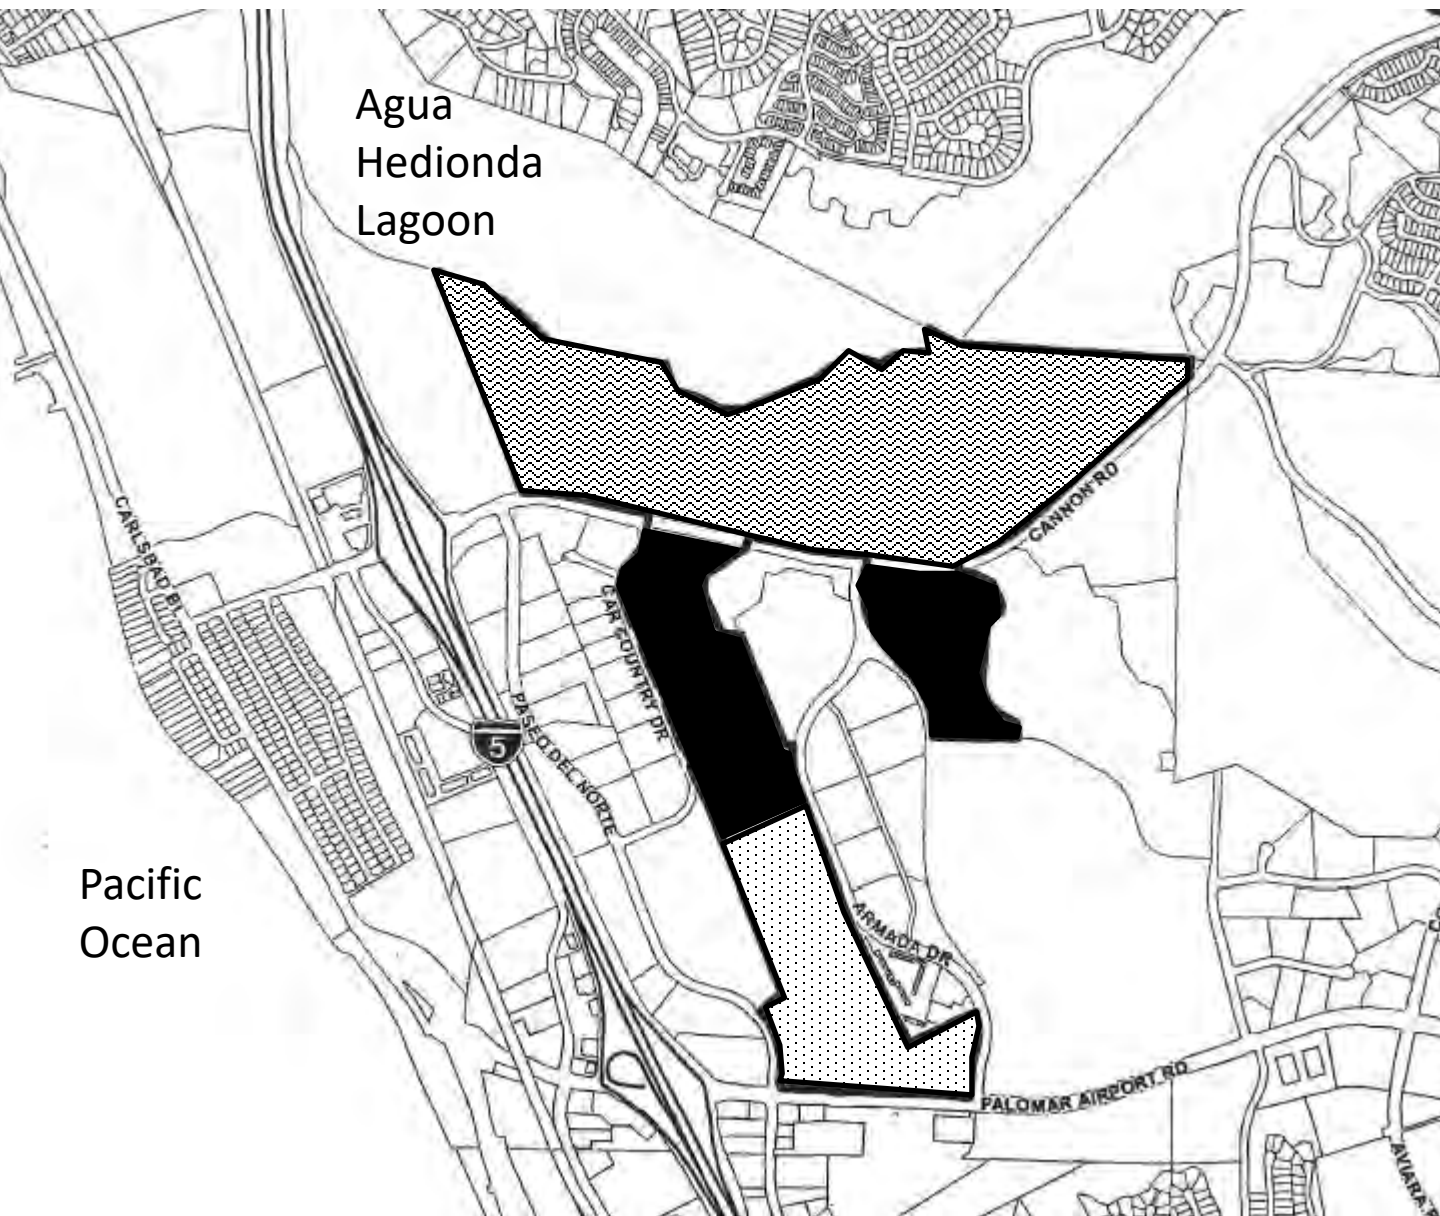 Agua
Hedionda
Lagoon
CANNON RD
CARLSBAD BL
CAR COUNTRY DR
PASEO DEL NORTE
5
Pacific
Ocean
ARMADA DR
PALOMAR AIRPORT RD
AVIARA